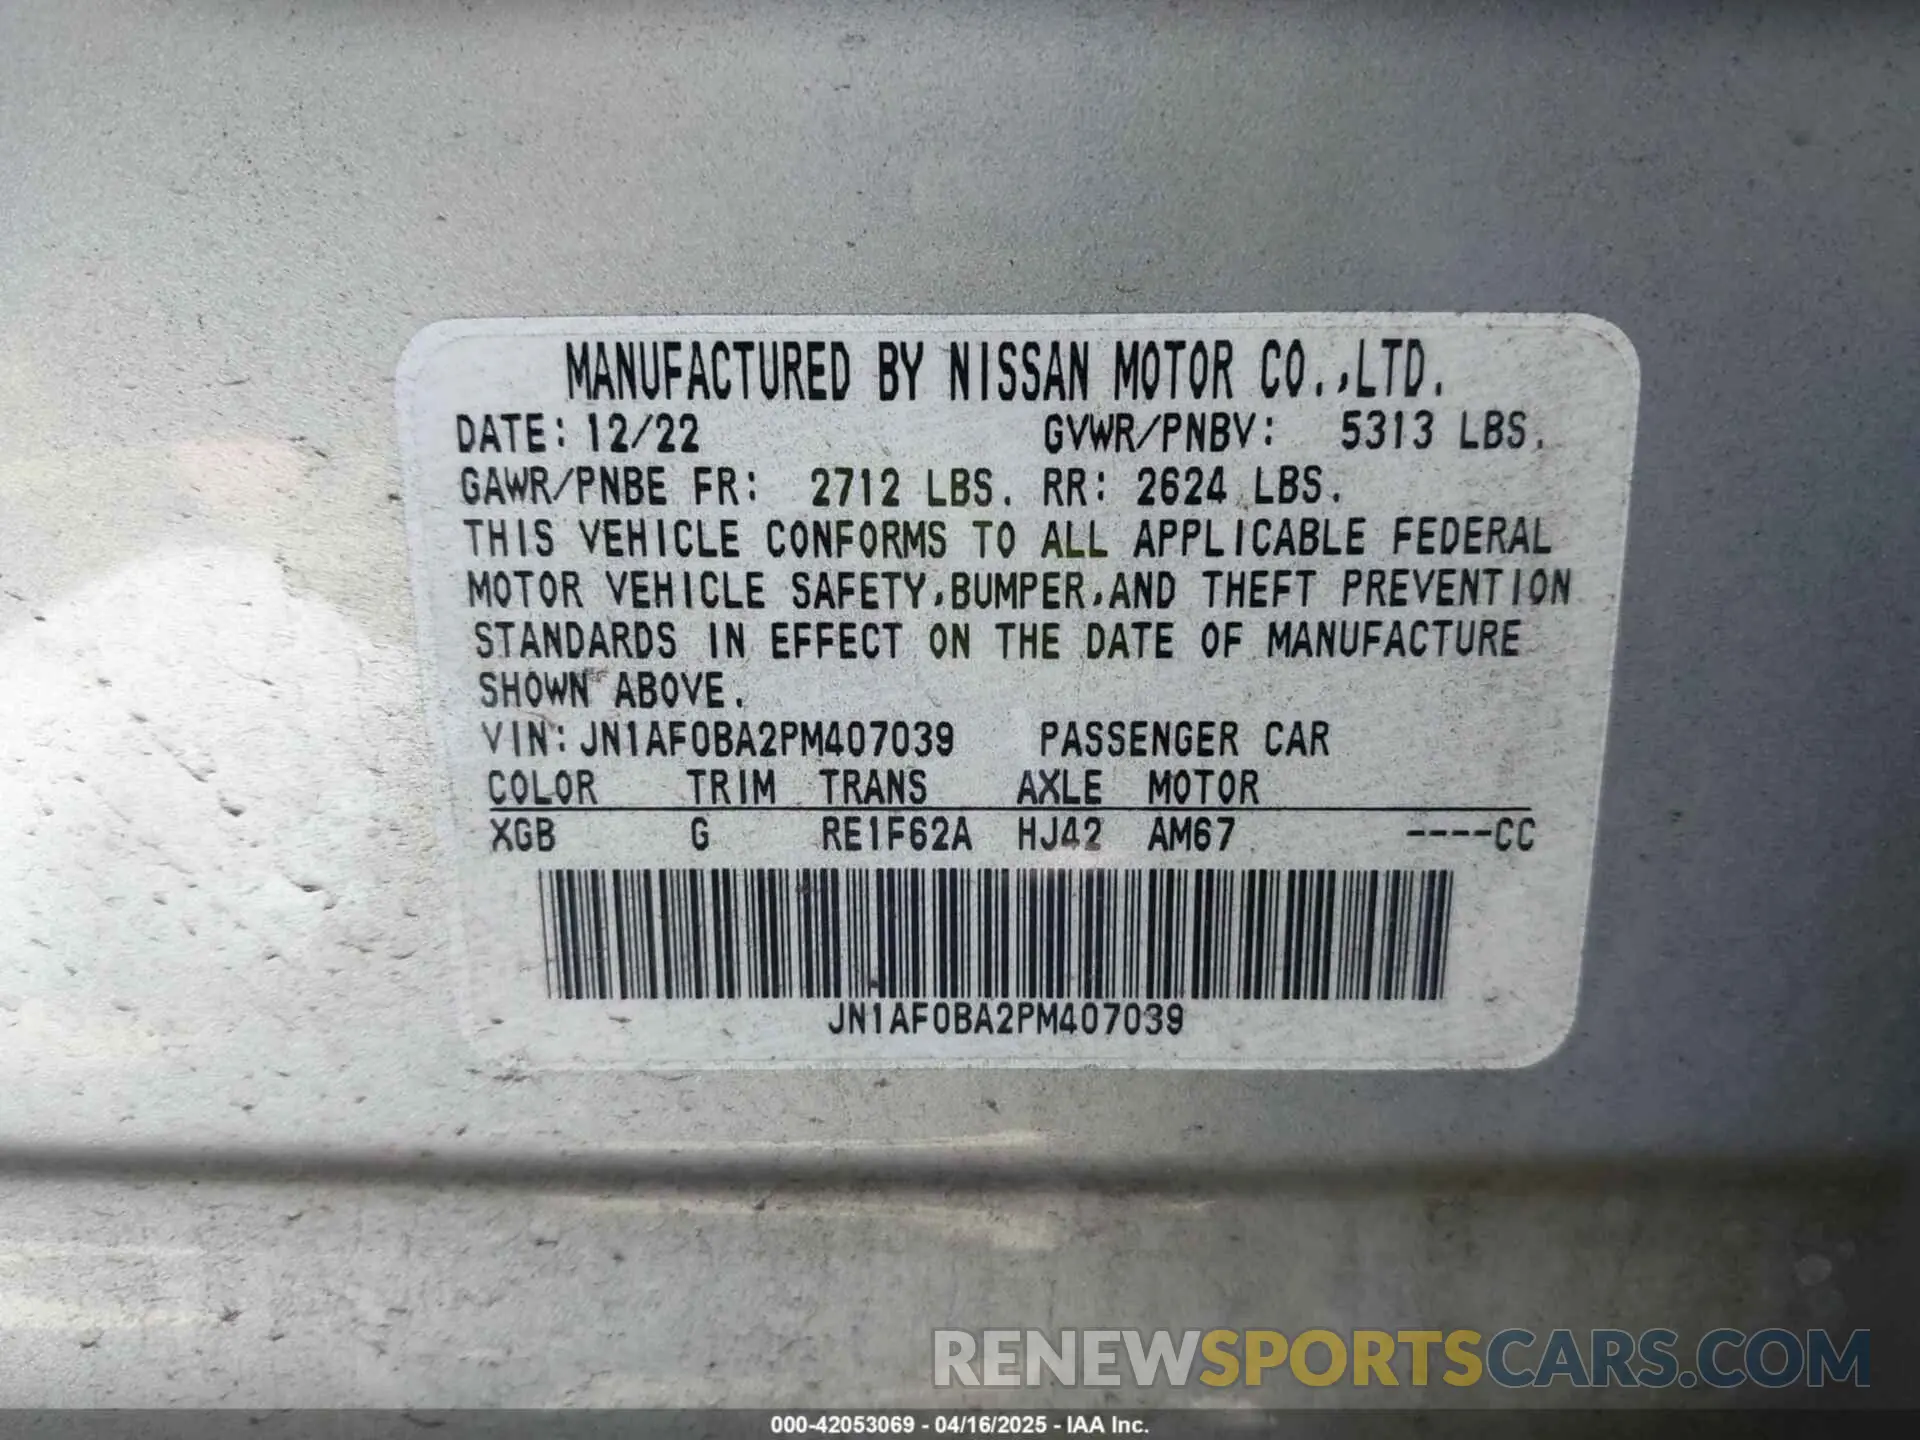 MANUFACTURED BY NISSAN MOTOR CO.,LTD.
DATE: 12/22 GVWR/PNBV: 5313 LBS.
GAWR/PNBE FR: 2712 LBS. RR: 2624 LBS.
THIS VEHICLE CONFORMS TO ALL APPLICABLE FEDERAL
MOTOR VEHICLE SAFETY,BUMPER,AND THEFT PREVENTION
STANDARDS IN EFFECT ON THE DATE OF MANUFACTURE
SHOWN ABOVE.
VIN: JN1AF0BA2PM407039 PASSENGER CAR
COLOR TRIM TRANS AXLE MOTOR
XGB G RE1F62A HJ42 AM67 ----CC
JN1AF0BA2PM407039
RENEWSPORTSCARS.COM
000-42053069 - 04/16/2025 - IAA Inc.